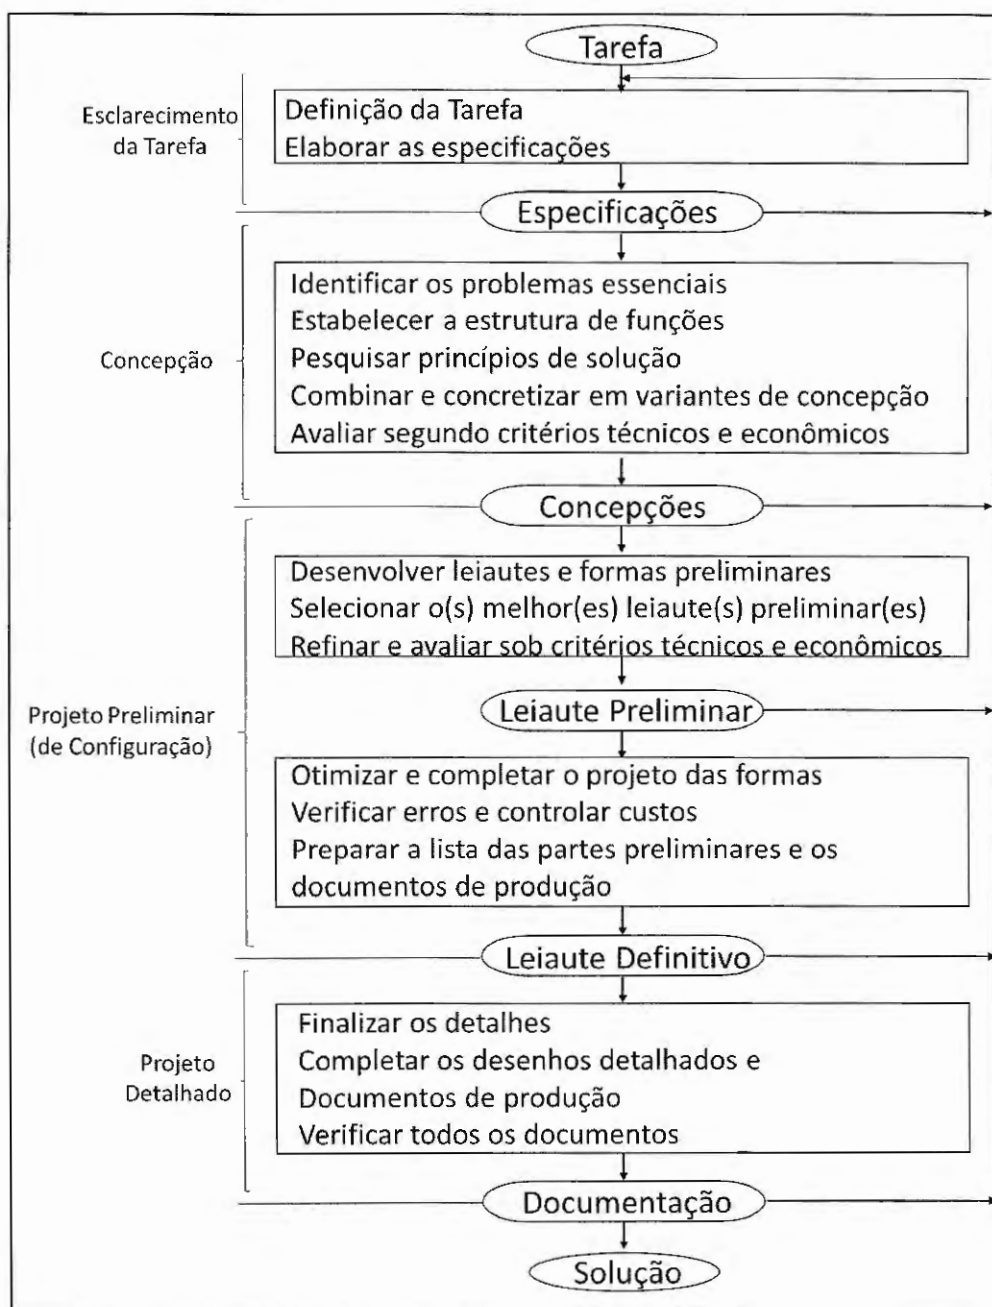 Tarefa
Esclarecimento
da Tarefa
Definição da Tarefa
Elaborar as especificações
Especificações
Concepção
Identificar os problemas essenciais
Estabelecer a estrutura de funções
Pesquisar princípios de solução
Combinar e concretizar em variantes de concepção
Avaliar segundo critérios técnicos e econômicos
Concepções
Projeto Preliminar
(de Configuração)
Desenvolver leiautes e formas preliminares
Selecionar o(s) melhor(es) leiaute(s) preliminar(es)
Refinar e avaliar sob critérios técnicos e econômicos
Leiaute Preliminar
Otimizar e completar o projeto das formas
Verificar erros e controlar custos
Preparar a lista das partes preliminares e os
documentos de produção
Leiaute Definitivo
Projeto
Detalhado
Finalizar os detalhes
Completar os desenhos detalhados e
Documentos de produção
Verificar todos os documentos
Documentação
Solução